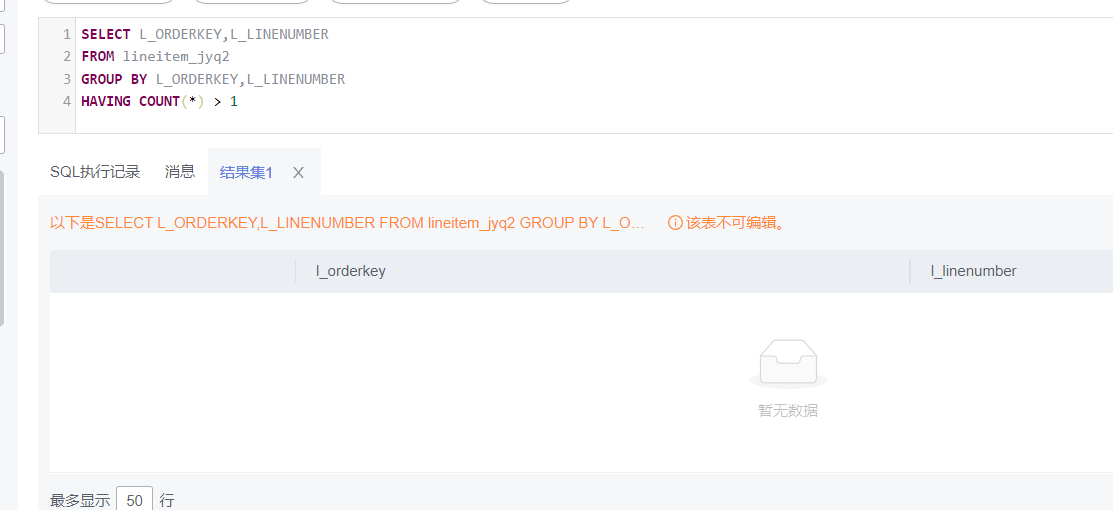 1 SELECT L_ORDERKEY,L_LINENUMBER
2 FROM lineitem_jyq2
3 GROUP BY L_ORDERKEY,L_LINENUMBER
4 HAVING COUNT(*) > 1
SQL执行记录 消息 结果集1 X
以下是SELECT L_ORDERKEY,L_LINENUMBER FROM lineitem_jyq2 GROUP BY L_O... 该表不可编辑。
l_orderkey l_linenumber
暂无数据
最多显示 50 行